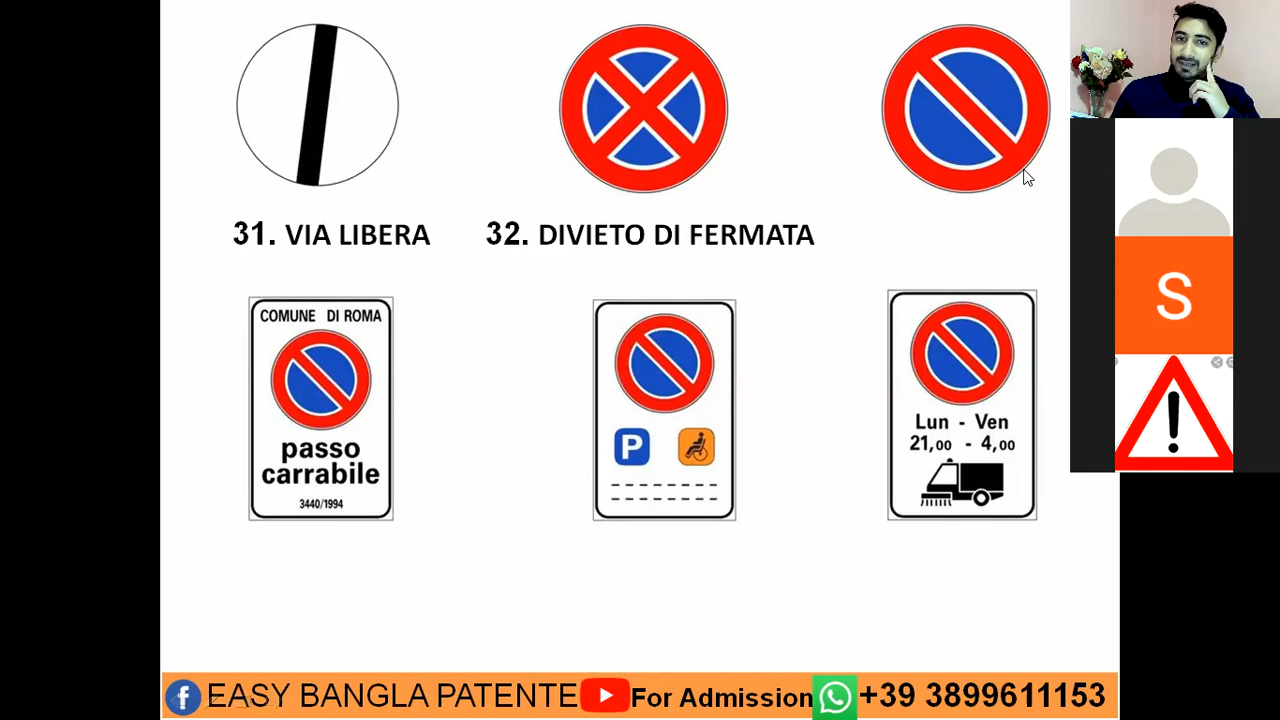 31. VIA LIBERA
32. DIVIETO DI FERMATA
COMUNE DI ROMA
passo
carrabile
3440/1994
P
Lun - Ven
21,00 - 4,00
S
f EASY BANGLA PATENTE For Admission +39 3899611153